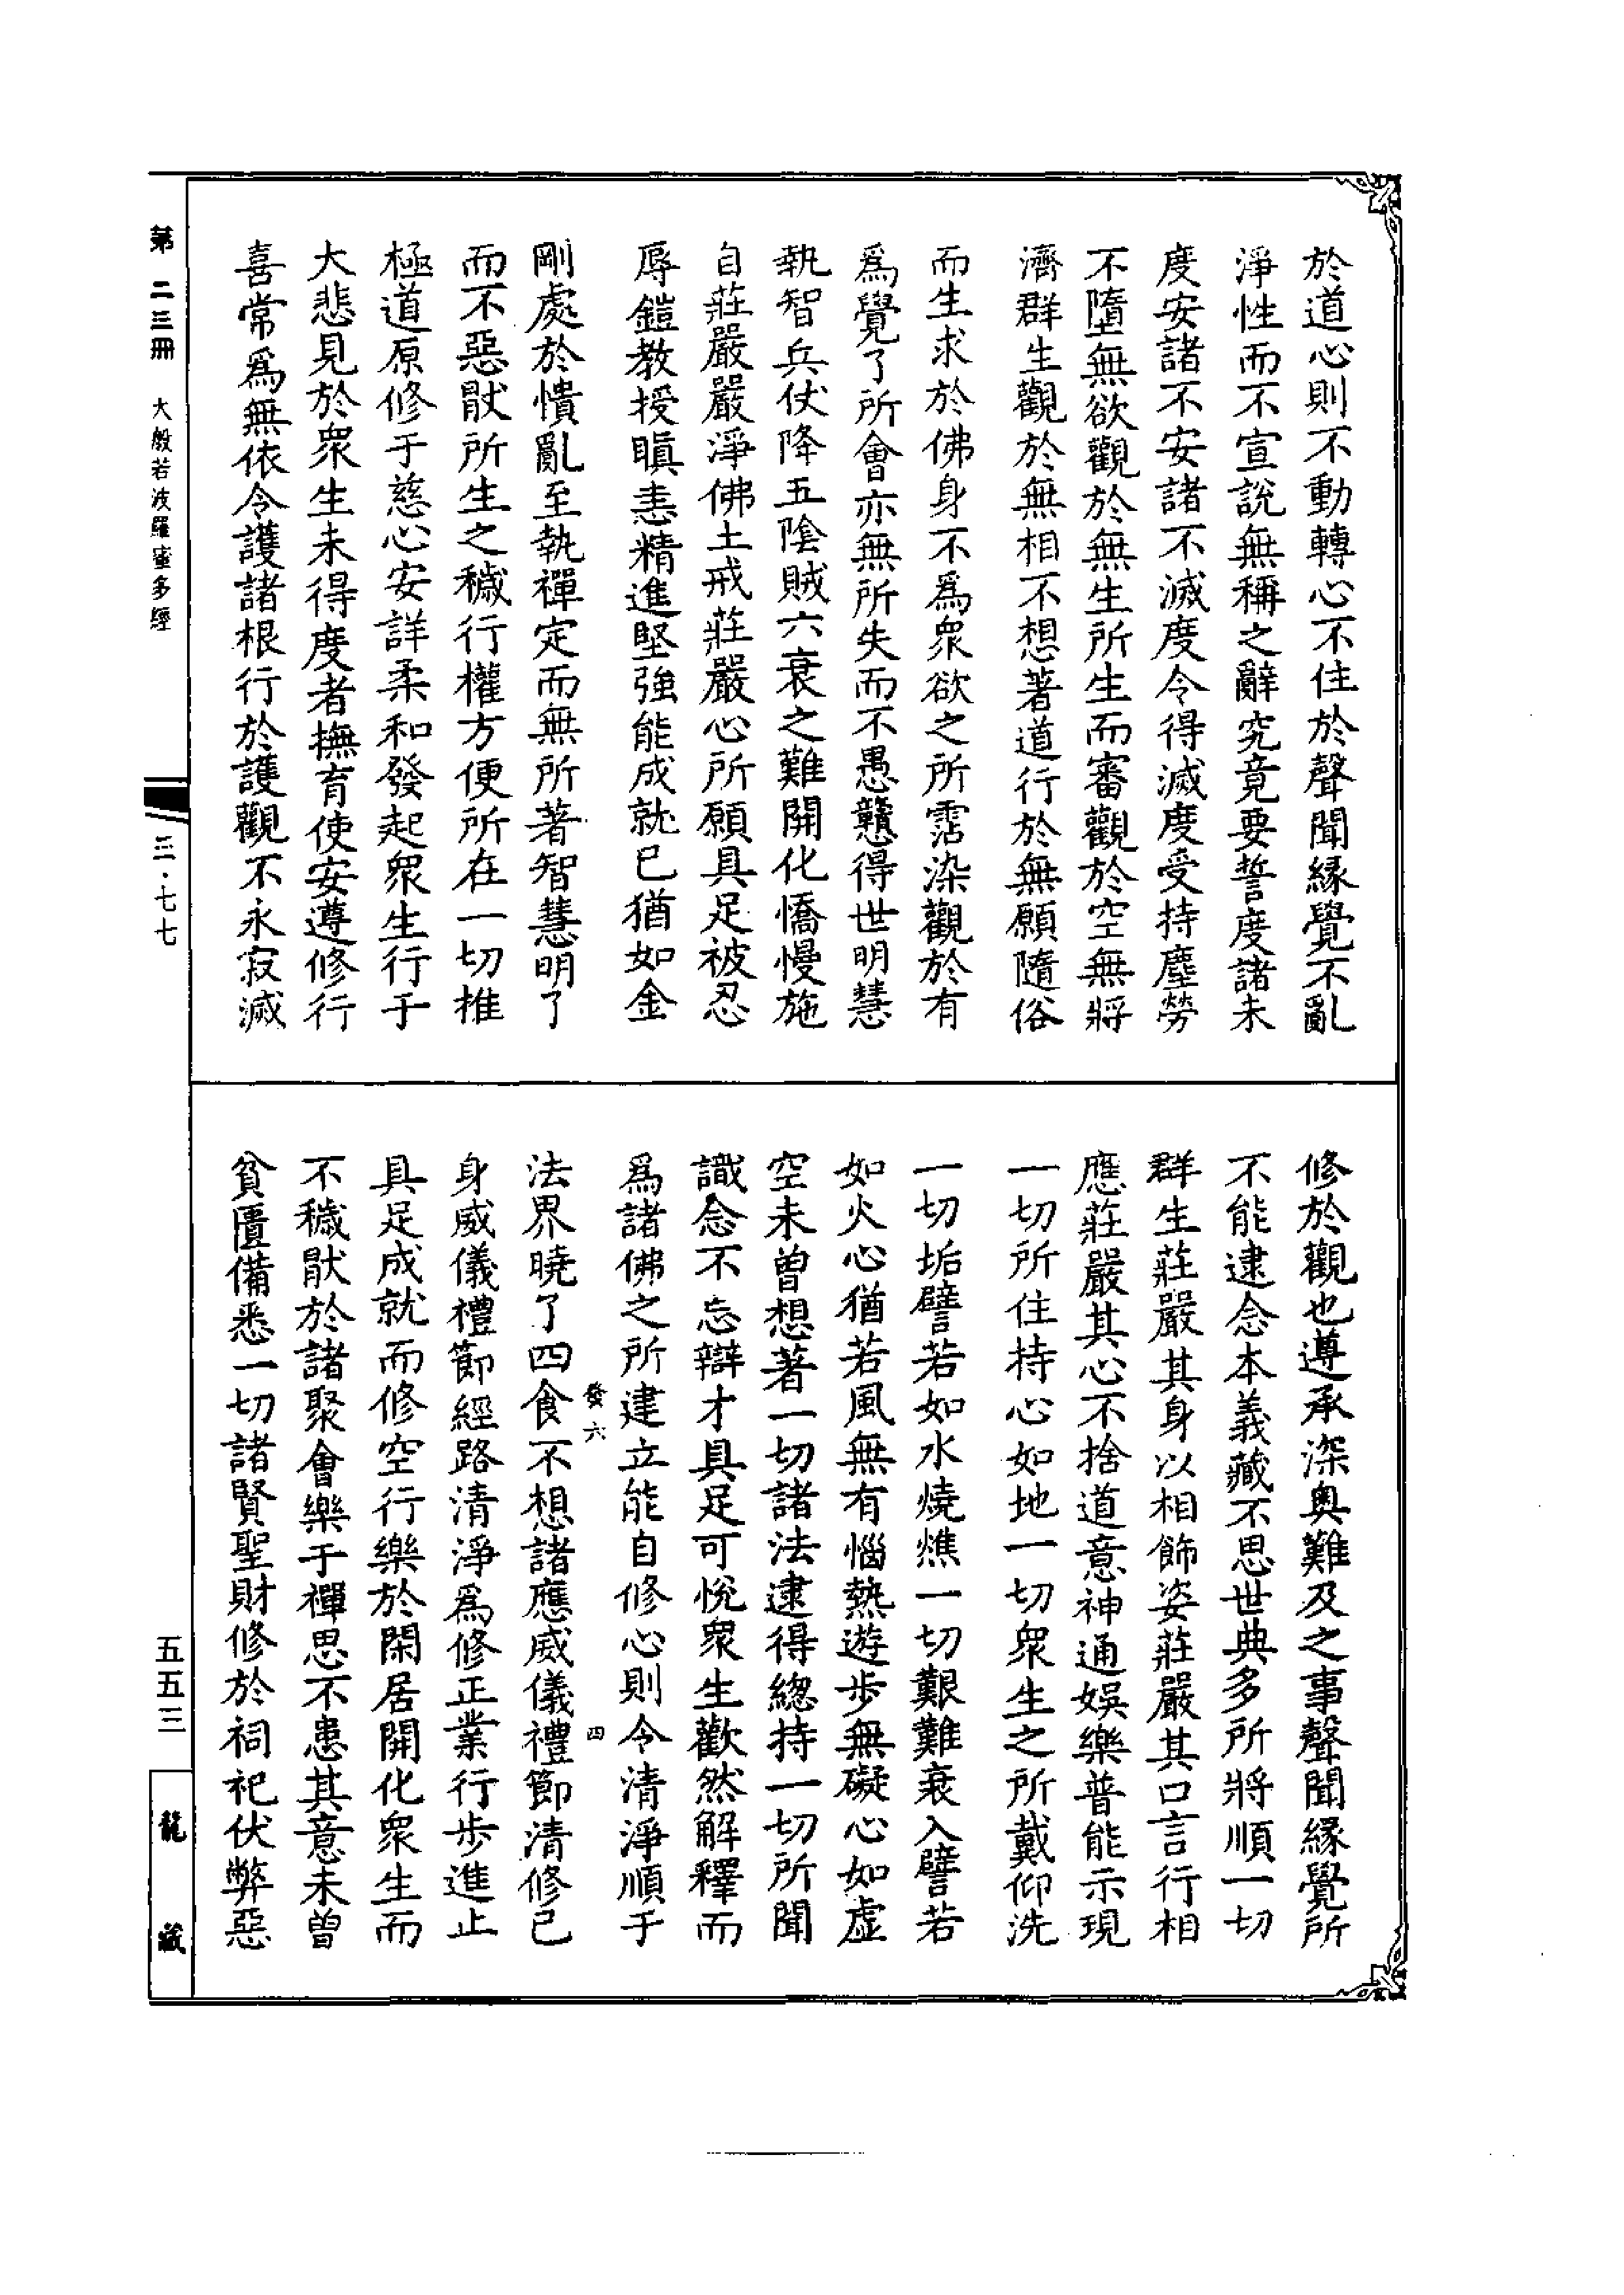 於道心則不動轉心不住於聲聞緣覺不亂
淨性而不宣說無稱之辭究竟要誓度諸未
度安諸不安諸不滅度令得滅度受持塵勞
不墮無欲觀於無生所生而審觀於空無將
濟群生觀於無相不想著道行於無願隨俗
而生求於佛身不爲衆欲之所霑染觀於有
爲覺了所會亦無所失而不愚戇得世明慧
執智兵仗降五陰賊六衰之難開化憍慢施
自莊嚴嚴淨佛土戒莊嚴心所願具足被忍
辱鎧教授瞋恚精進堅強能成就已猶如金
剛處於憒亂至執禪定而無所著智慧明了
而不惡猒所生之穢行權方便所在一切推
極道原修于慈心安詳柔和發起衆生行于
大悲見於衆生未得度者撫育使安遵修行
喜常爲無依令護諸根行於護觀不永寂滅
修於觀也遵承深奥難及之事聲聞緣覺所
不能逮念本義藏不思世典多所將順一切
群生莊嚴其身以相飾姿莊嚴其口言行相
應莊嚴其心不捨道意神通娛樂普能示現
一切所住持心如地一切衆生之所戴仰洗
一切垢譬若如水燒燋一切艱難衰入譬若
如火心猶若風無有惱熱遊步無礙心如虛
空未曾想著一切諸法逮得緫持一切所聞
識念不忘辯才具足可悅衆生歡然解釋而
爲諸佛之所建立能自修心則令清淨順于
發六
四
法界曉了四食不想諸應威儀禮節清修己
身威儀禮節經路清淨爲修正業行步進止
具足成就而修空行樂於閑居開化衆生而
不穢猒於諸聚會樂于禪思不患其意未曾
貧匱備悉一切諸賢聖財修於祠祀伏弊惡
第二三冊　大般若波羅蜜多經
三·七七
五五三
龍藏